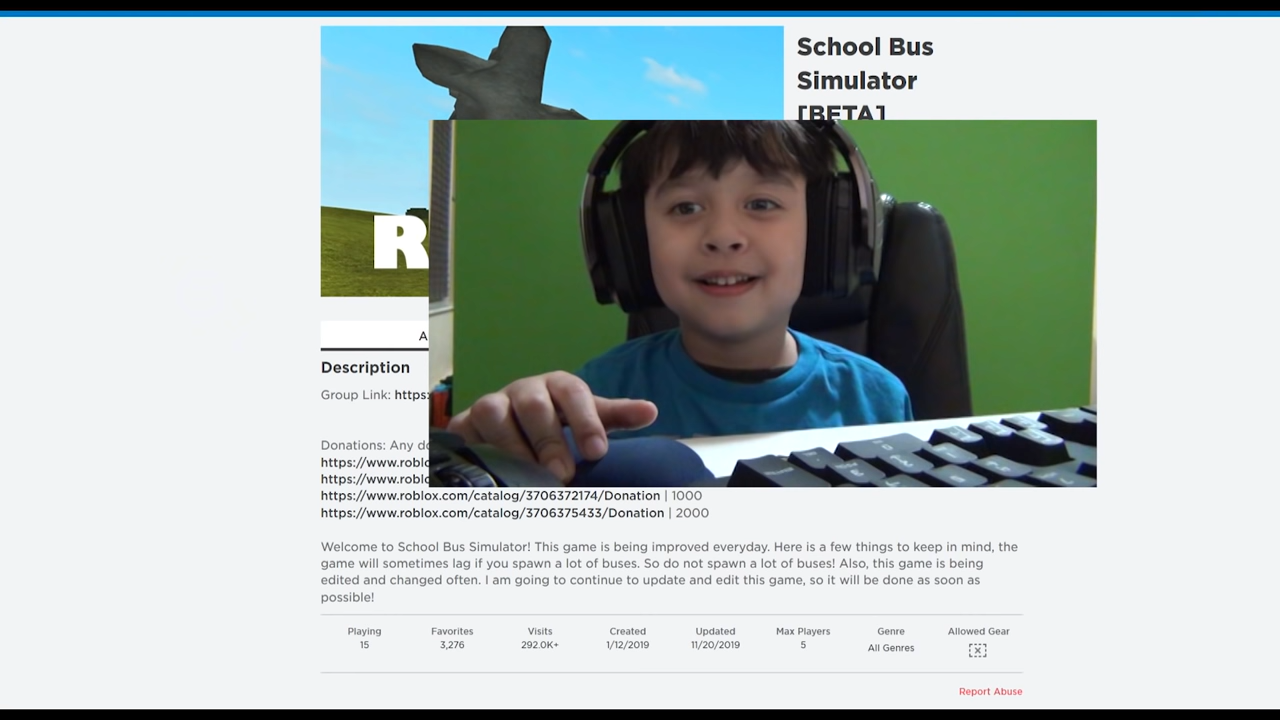 School Bus
Simulator
[BETA]
R
A
Description
Group Link: https:
Donations: Any do
https://www.roblo
https://www.roblo
https://www.roblox.com/catalog/3706372174/Donation | 1000
https://www.roblox.com/catalog/3706375433/Donation | 2000
Welcome to School Bus Simulator! This game is being improved everyday. Here is a few things to keep in mind, the
game will sometimes lag if you spawn a lot of buses. So do not spawn a lot of buses! Also, this game is being
edited and changed often. I am going to continue to update and edit this game, so it will be done as soon as
possible!
Playing Favorites Visits Created Updated Max Players Genre Allowed Gear
15 3,276 292.0K+ 1/12/2019 11/20/2019 5 All Genres
Report Abuse